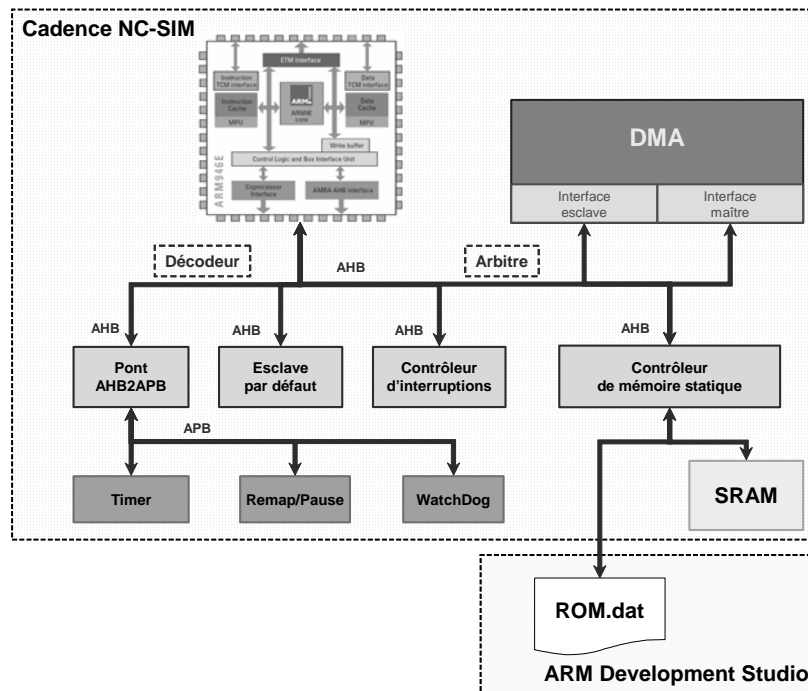 Cadence NC-SIM
ETM Interface
Instruction
TCM interface
Data
TCM interface
Instruction
Cache
MPU
ARM
ARM9E
core
Data
Cache
MPU
Write buffer
Control Logic and Bus Interface Unit
Coprocessor
Interface
AMBA AHB interface
ARM946E
DMA
Interface
esclave
Interface
maître
Décodeur
AHB
Arbitre
AHB
AHB
AHB
AHB
Pont
AHB2APB
Esclave
par défaut
Contrôleur
d’interruptions
Contrôleur
de mémoire statique
APB
Timer
Remap/Pause
WatchDog
SRAM
ROM.dat
ARM Development Studio